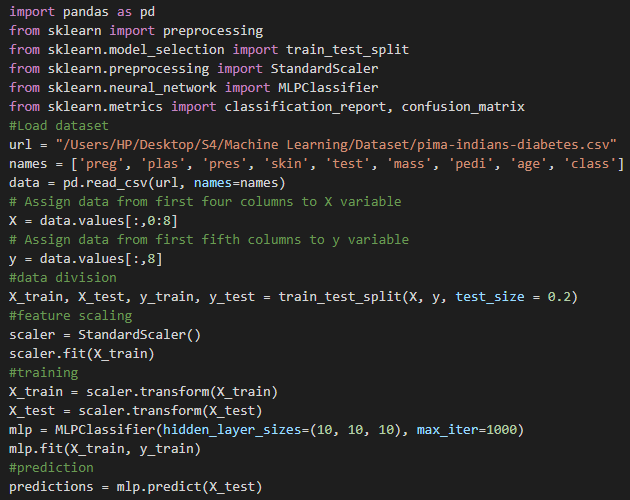 import pandas as pd
from sklearn import preprocessing
from sklearn.model_selection import train_test_split
from sklearn.preprocessing import StandardScaler
from sklearn.neural_network import MLPClassifier
from sklearn.metrics import classification_report, confusion_matrix
#Load dataset
url = "/Users/HP/Desktop/S4/Machine Learning/Dataset/pima-indians-diabetes.csv"
names = ['preg', 'plas', 'pres', 'skin', 'test', 'mass', 'pedi', 'age', 'class']
data = pd.read_csv(url, names=names)
# Assign data from first four columns to X variable
X = data.values[:,0:8]
# Assign data from first fifth columns to y variable
y = data.values[:,8]
#data division
X_train, X_test, y_train, y_test = train_test_split(X, y, test_size = 0.2)
#feature scaling
scaler = StandardScaler()
scaler.fit(X_train)
#training
X_train = scaler.transform(X_train)
X_test = scaler.transform(X_test)
mlp = MLPClassifier(hidden_layer_sizes=(10, 10, 10), max_iter=1000)
mlp.fit(X_train, y_train)
#prediction
predictions = mlp.predict(X_test)